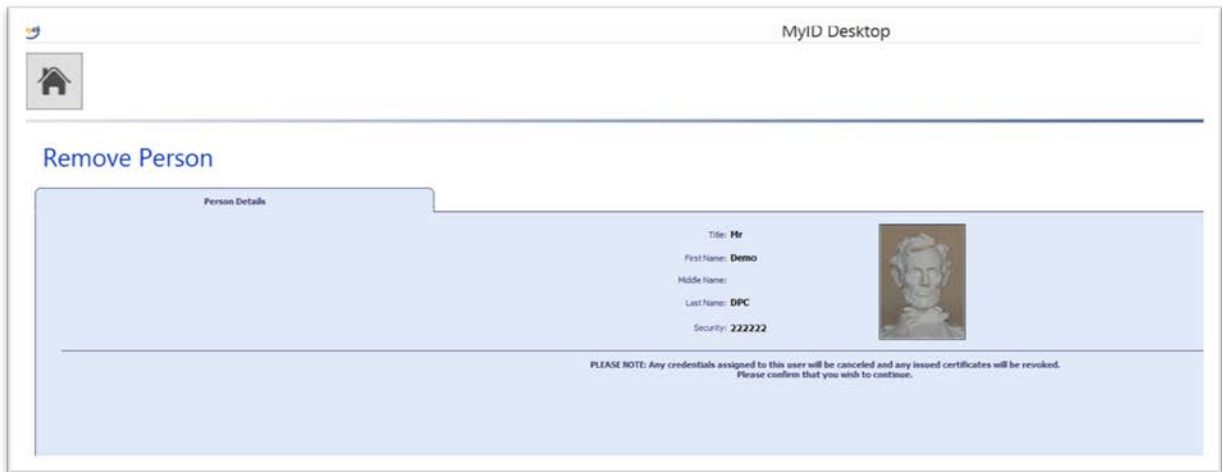 MyID Desktop
Remove Person
Person Details
Title: Mr
First Name: Demo
Middle Name:
Last Name: DPC
Security: 222222
PLEASE NOTE: Any credentials assigned to this user will be canceled and any issued certificates will be revoked.
Please confirm that you wish to continue.